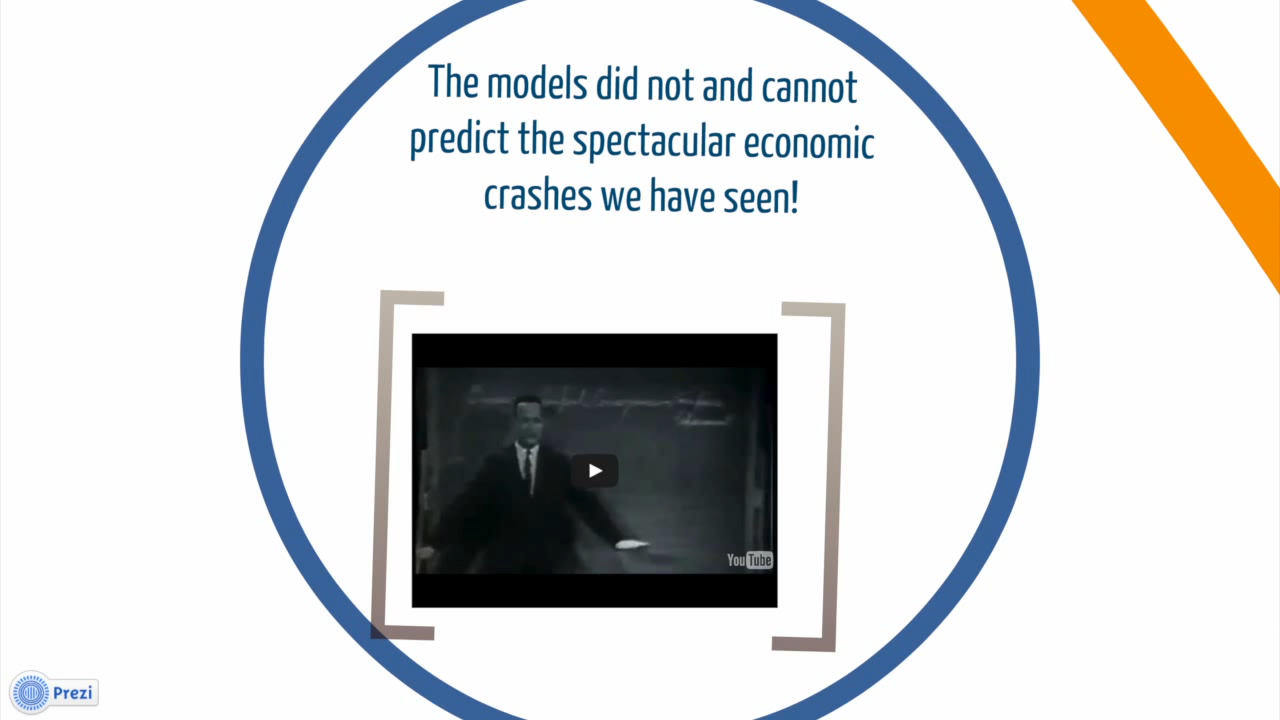 The models did not and cannot
predict the spectacular economic
crashes we have seen!
YouTube
Prezi